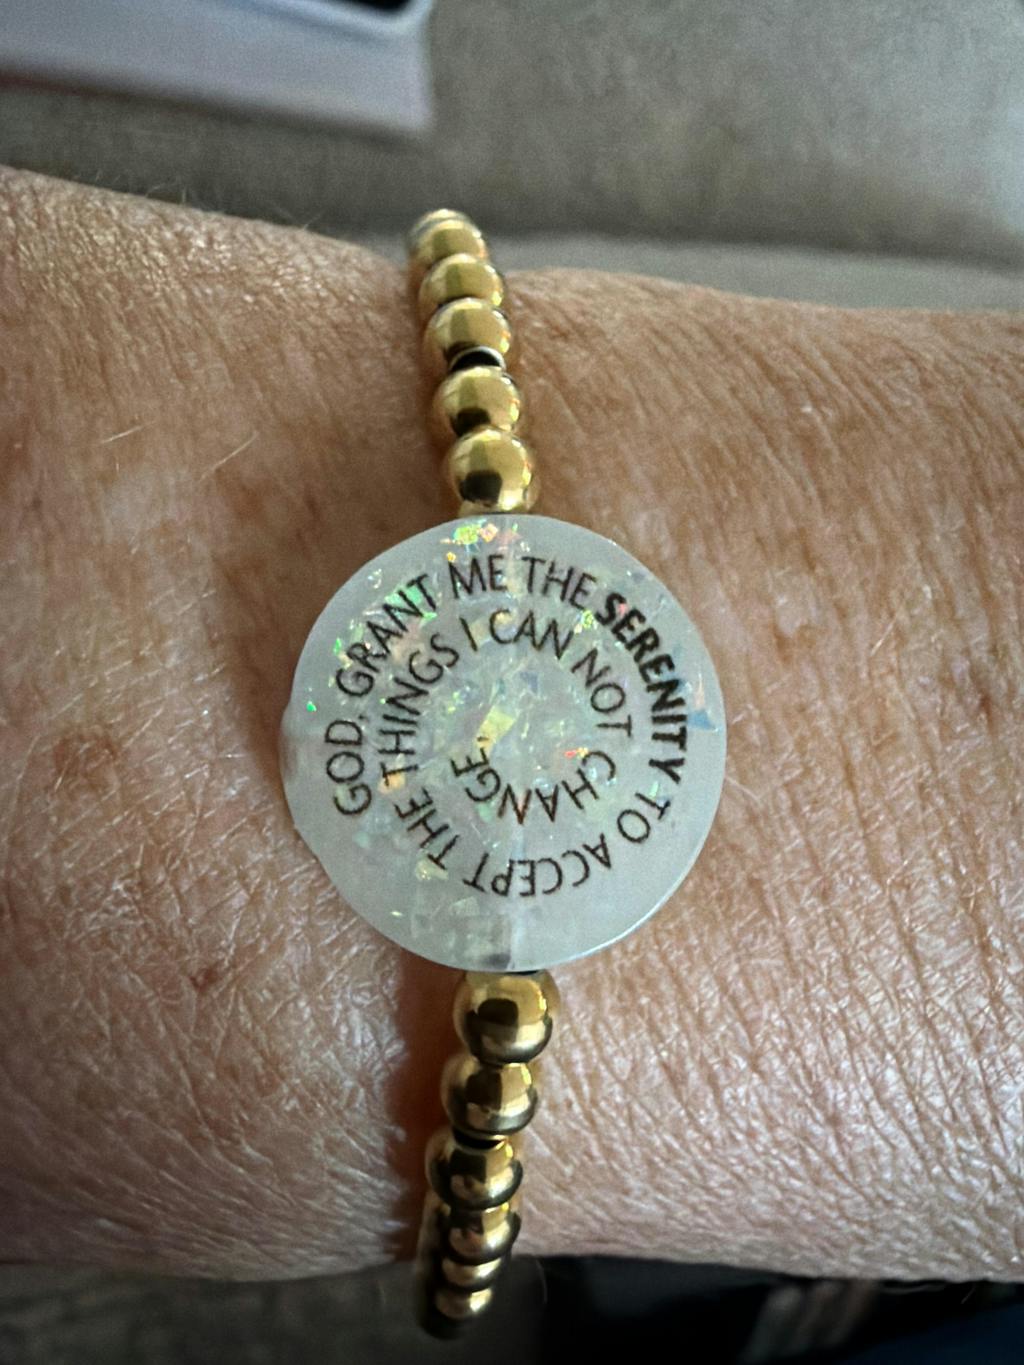 GOD, GRANT ME THE SERENITY TO ACCEPT THE THINGS I CAN NOT CHANGE,